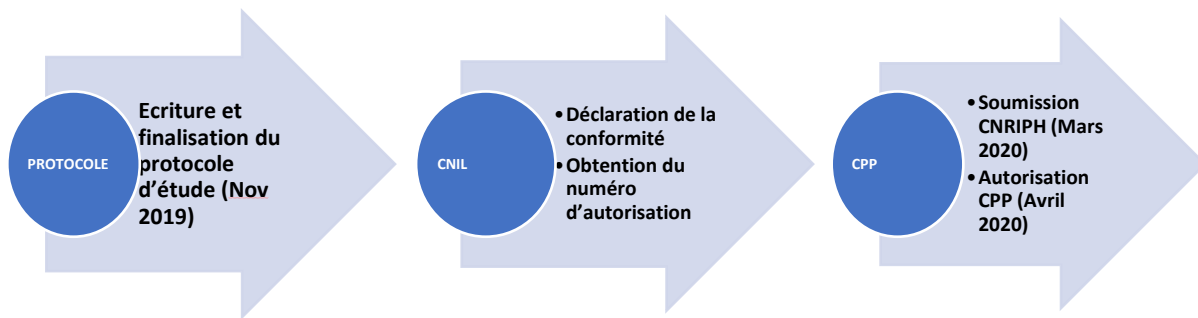 PROTOCOLE
Ecriture et
finalisation du
protocole
d'étude (Nov
2019)
CNIL
•Déclaration de la
conformité
•Obtention du
numéro
d'autorisation
CPP
•Soumission
CNRIPH (Mars
2020)
•Autorisation
CPP (Avril
2020)